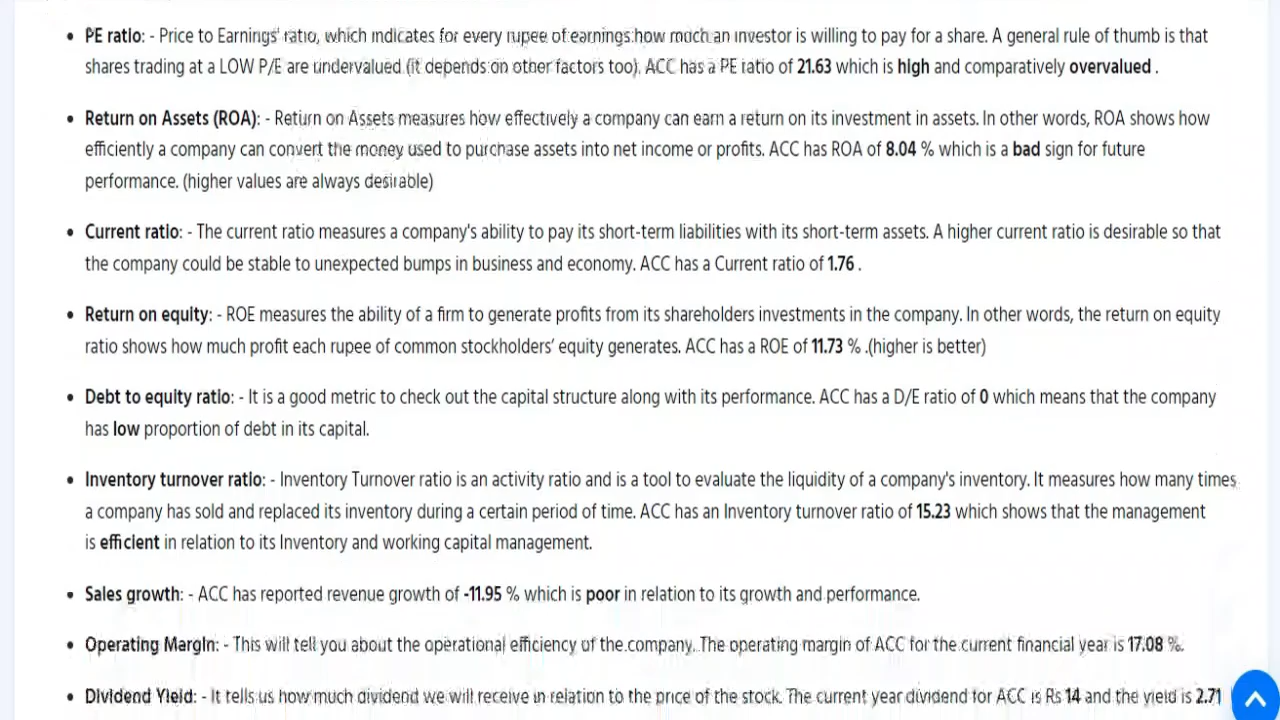 • PE ratio: - Price to Earnings' ratio, which indicates for every rupee of earnings how much an investor is willing to pay for a share. A general rule of thumb is that
shares trading at a LOW P/E are undervalued (it depends on other factors too). ACC has a PE ratio of 21.63 which is high and comparatively overvalued .
• Return on Assets (ROA): - Return on Assets measures how effectively a company can earn a return on its investment in assets. In other words, ROA shows how
efficiently a company can convert the money used to purchase assets into net income or profits. ACC has ROA of 8.04 % which is a bad sign for future
performance. (higher values are always desirable)
• Current ratio: - The current ratio measures a company's ability to pay its short-term liabilities with its short-term assets. A higher current ratio is desirable so that
the company could be stable to unexpected bumps in business and economy. ACC has a Current ratio of 1.76 .
• Return on equity: - ROE measures the ability of a firm to generate profits from its shareholders investments in the company. In other words, the return on equity
ratio shows how much profit each rupee of common stockholders' equity generates. ACC has a ROE of 11.73 % .(higher is better)
• Debt to equity ratio: - It is a good metric to check out the capital structure along with its performance. ACC has a D/E ratio of 0 which means that the company
has low proportion of debt in its capital.
• Inventory turnover ratio: - Inventory Turnover ratio is an activity ratio and is a tool to evaluate the liquidity of a company's inventory. It measures how many times
a company has sold and replaced its inventory during a certain period of time. ACC has an Inventory turnover ratio of 15.23 which shows that the management
is efficient in relation to its Inventory and working capital management.
• Sales growth: - ACC has reported revenue growth of -11.95 % which is poor in relation to its growth and performance.
• Operating Margin: - This will tell you about the operational efficiency of the company. The operating margin of ACC for the current financial year is 17.08 %.
• Dividend Yield: - It tells us how much dividend we will receive in relation to the price of the stock. The current year dividend for ACC is Rs 14 and the yield is 2.71